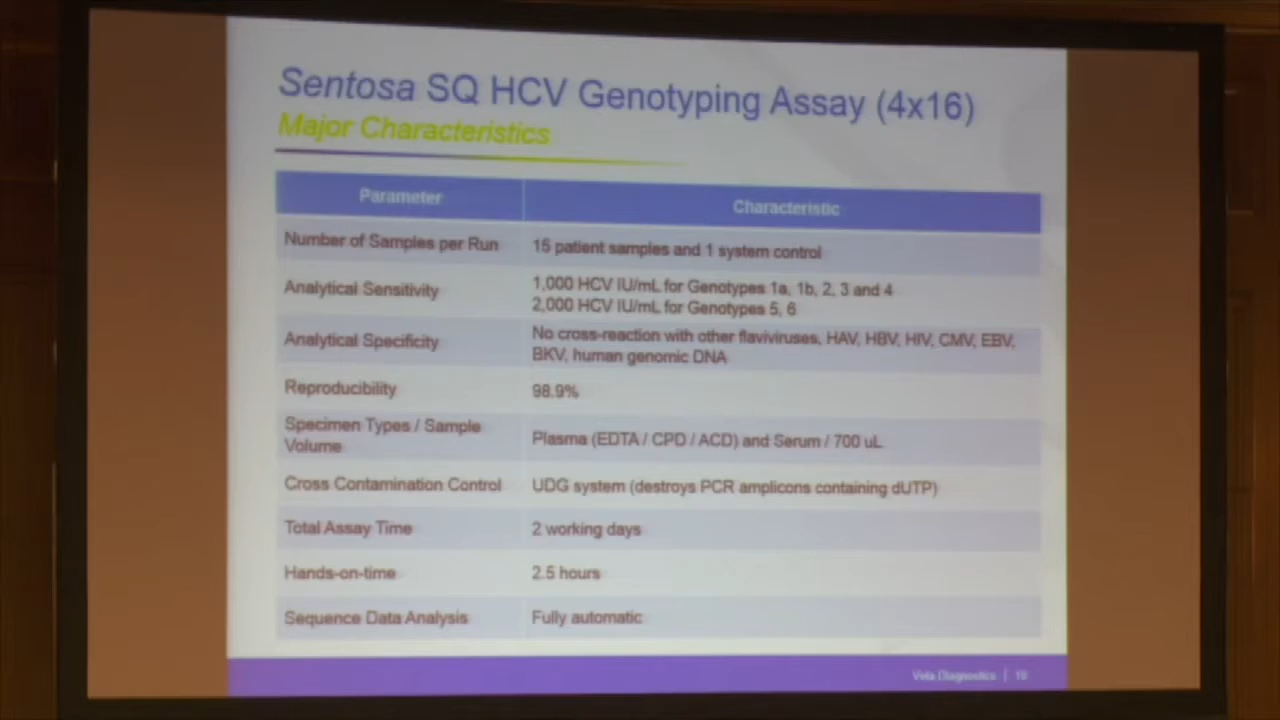 Sentosa SQ HCV Genotyping Assay (4x16)
Major Characteristics
Parameter
Characteristic
Number of Samples per Run
15 patient samples and 1 system control
Analytical Sensitivity
1,000 HCV IU/mL for Genotypes 1a, 1b, 2, 3 and 4
2,000 HCV IU/mL for Genotypes 5, 6
Analytical Specificity
No cross-reaction with other flaviviruses, HAV, HBV, HIV, CMV, EBV,
BKV, human genomic DNA
Reproducibility
98.9%
Specimen Types / Sample
Volume
Plasma (EDTA / CPD / ACD) and Serum / 700 uL
Cross Contamination Control
UDG system (destroys PCR amplicons containing dUTP)
Total Assay Time
2 working days
Hands-on-time
2.5 hours
Sequence Data Analysis
Fully automatic
Vela Diagnostics |